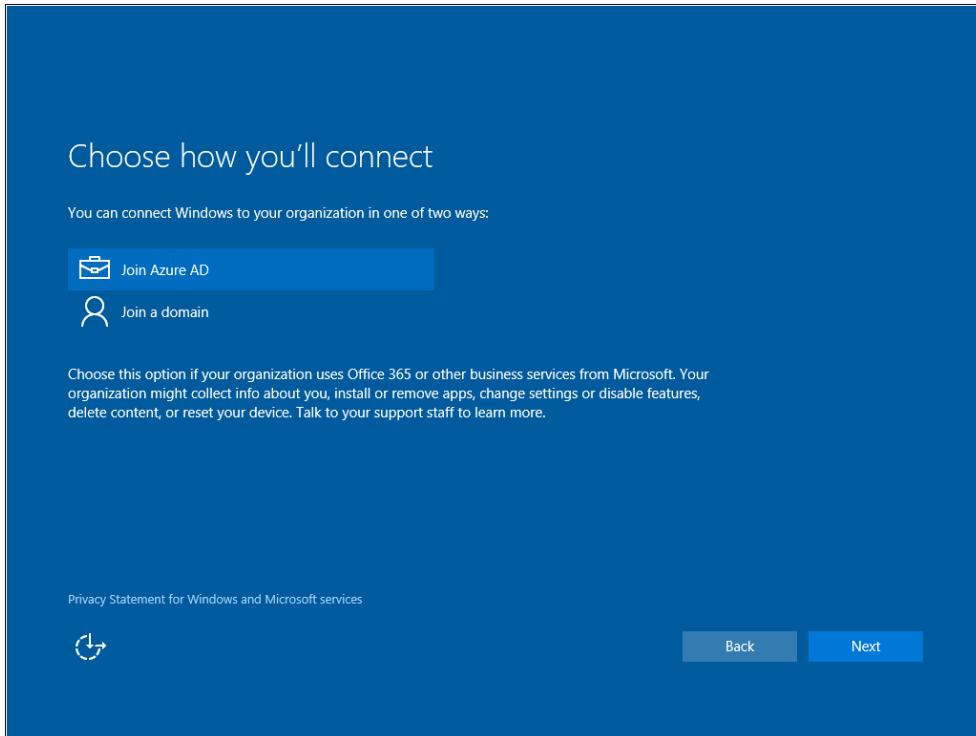 Choose how you'll connect
You can connect Windows to your organization in one of two ways:
Join Azure AD
Join a domain
Choose this option if your organization uses Office 365 or other business services from Microsoft. Your
organization might collect info about you, install or remove apps, change settings or disable features,
delete content, or reset your device. Talk to your support staff to learn more.
Privacy Statement for Windows and Microsoft services
Back
Next